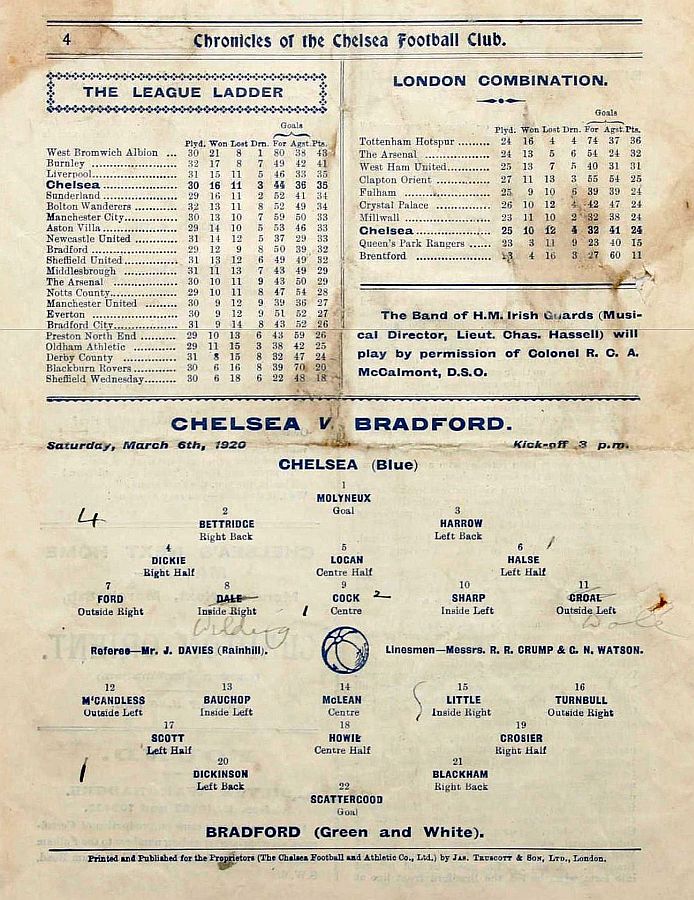 4
Chronicles of the Chelsea Football Club.
THE LEAGUE LADDER
Goals
Plyd. Won Lost Drn. For Agst. Pts.
West Bromwich Albion ... 30 21 8 1 80 38 43
Burnley ............... 32 17 8 7 49 42 41
Liverpool............... 31 15 11 5 46 33 35
Chelsea ............... 30 16 11 3 44 36 35
Sunderland ............ 29 16 11 2 52 41 34
Bolton Wanderers ...... 32 13 11 8 52 49 34
Manchester City......... 30 13 10 7 59 50 33
Aston Villa ............ 29 14 10 5 53 46 33
Newcastle United ...... 31 14 12 5 37 29 33
Bradford ............... 29 12 9 8 50 39 32
Sheffield United ......... 31 13 12 6 49 49 32
Middlesbrough ......... 31 11 13 7 43 49 29
The Arsenal ............ 30 10 11 9 43 50 29
Notts County............ 31 10 11 8 47 54 28
Manchester United ...... 30 9 12 9 39 36 27
Everton ............... 30 9 12 9 51 52 27
Bradford City............ 31 9 14 8 43 52 26
Preston North End ...... 29 10 13 6 43 59 26
Oldham Athletic ......... 29 11 15 3 38 42 25
Derby County ......... 31 8 15 8 32 47 24
Blackburn Rovers......... 30 6 16 8 39 70 20
Sheffield Wednesday...... 30 6 18 6 22 48 18
LONDON COMBINATION.
Goals
Plyd. Won Lost Drn. For Agst. Pts.
Tottenham Hotspur ......... 24 16 4 4 74 37 36
The Arsenal ............... 24 13 5 6 54 24 32
West Ham United............ 25 13 7 5 40 31 31
Clapton Orient ............ 27 11 13 3 55 54 25
Fulham .................. 25 9 10 6 39 39 24
Crystal Palace ............ 26 10 12 4 42 47 24
Millwall .................. 23 11 10 2 32 38 24
Chelsea .................. 25 10 12 4 32 41 24
Queen's Park Rangers ...... 23 3 11 9 23 40 15
Brentford .................. 4 16 3 27 60 11
The Band of H.M. Irish Guards (Musi-
cal Director, Lieut. Chas. Hassell) will
play by permission of Colonel R. C. A.
McCalmont, D.S.O.
CHELSEA V. BRADFORD.
Saturday, March 6th, 1920 Kick-off 3 p.m.
CHELSEA (Blue)
1
MOLYNEUX
Goal
4
2 3
BETTRIDGE HARROW
Right Back Left Back
4 5 6
DICKIE LOGAN HALSE
Right Half Centre Half Left Half
7 8 9 10 11
FORD DALE COCK 2 SHARP CROAL
Outside Right Inside Right Centre Inside Left Outside Left
Wilding 1 Dale
Referee—Mr. J. DAVIES (Rainhill). Linesmen—Messrs. R. R. CRUMP & C. N. WATSON.
12 13 14 15 16
M'CANDLESS BAUCHOP McLEAN LITTLE TURNBULL
Outside Left Inside Left Centre Inside Right Outside Right
17 18 19
SCOTT HOWIE CROSIER
Left Half Centre Half Right Half
1
20 21
DICKINSON BLACKHAM
Left Back Right Back
22
SCATTERGOOD
Goal
BRADFORD (Green and White).
Printed and Published for the Proprietors (The Chelsea Football and Athletic Co., Ltd.) by JAS. TRUSCOTT & SON, LTD., London.